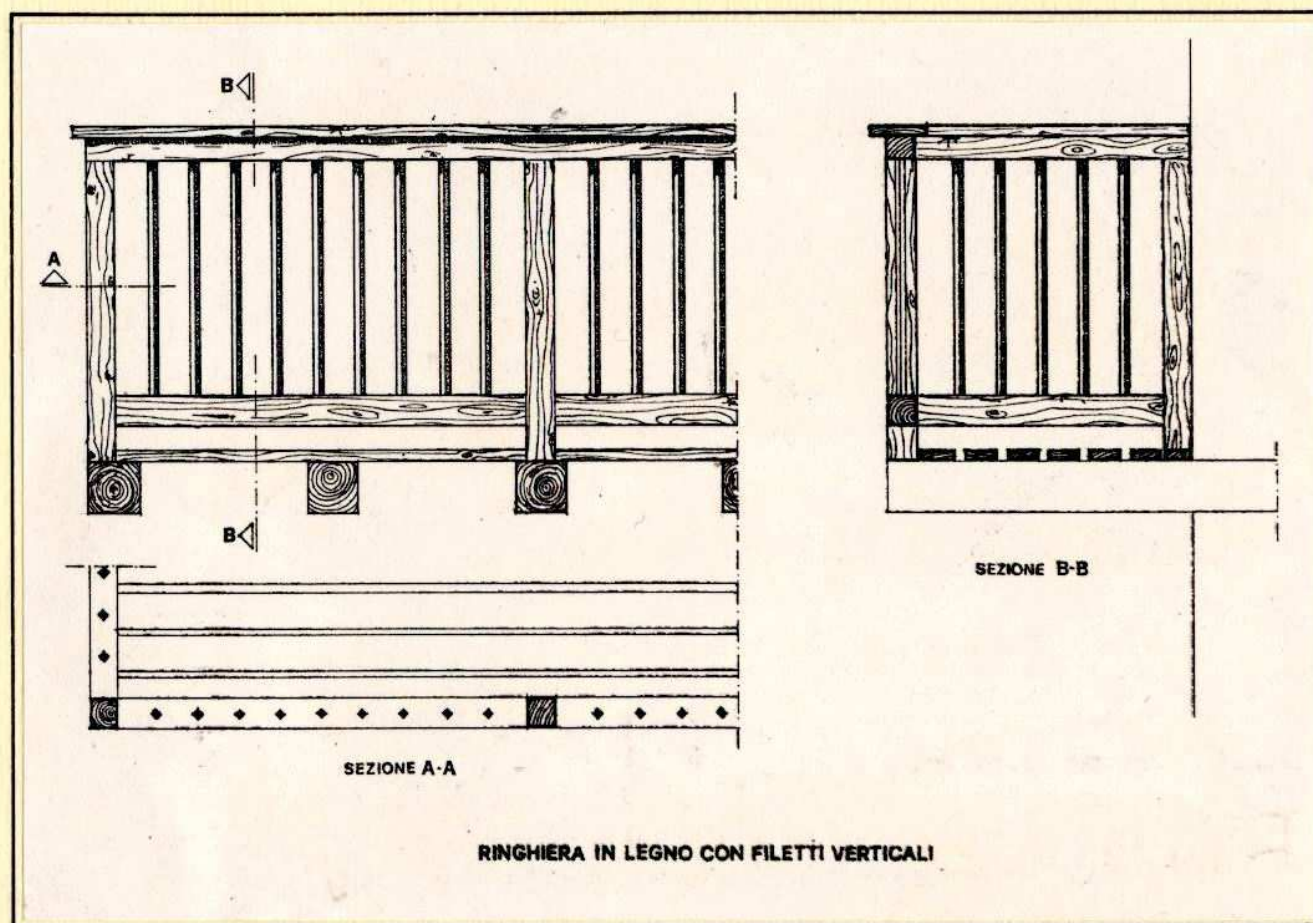 B
A
B
SEZIONE B-B
SEZIONE A-A
RINGHIERA IN LEGNO CON FILETTI VERTICALI